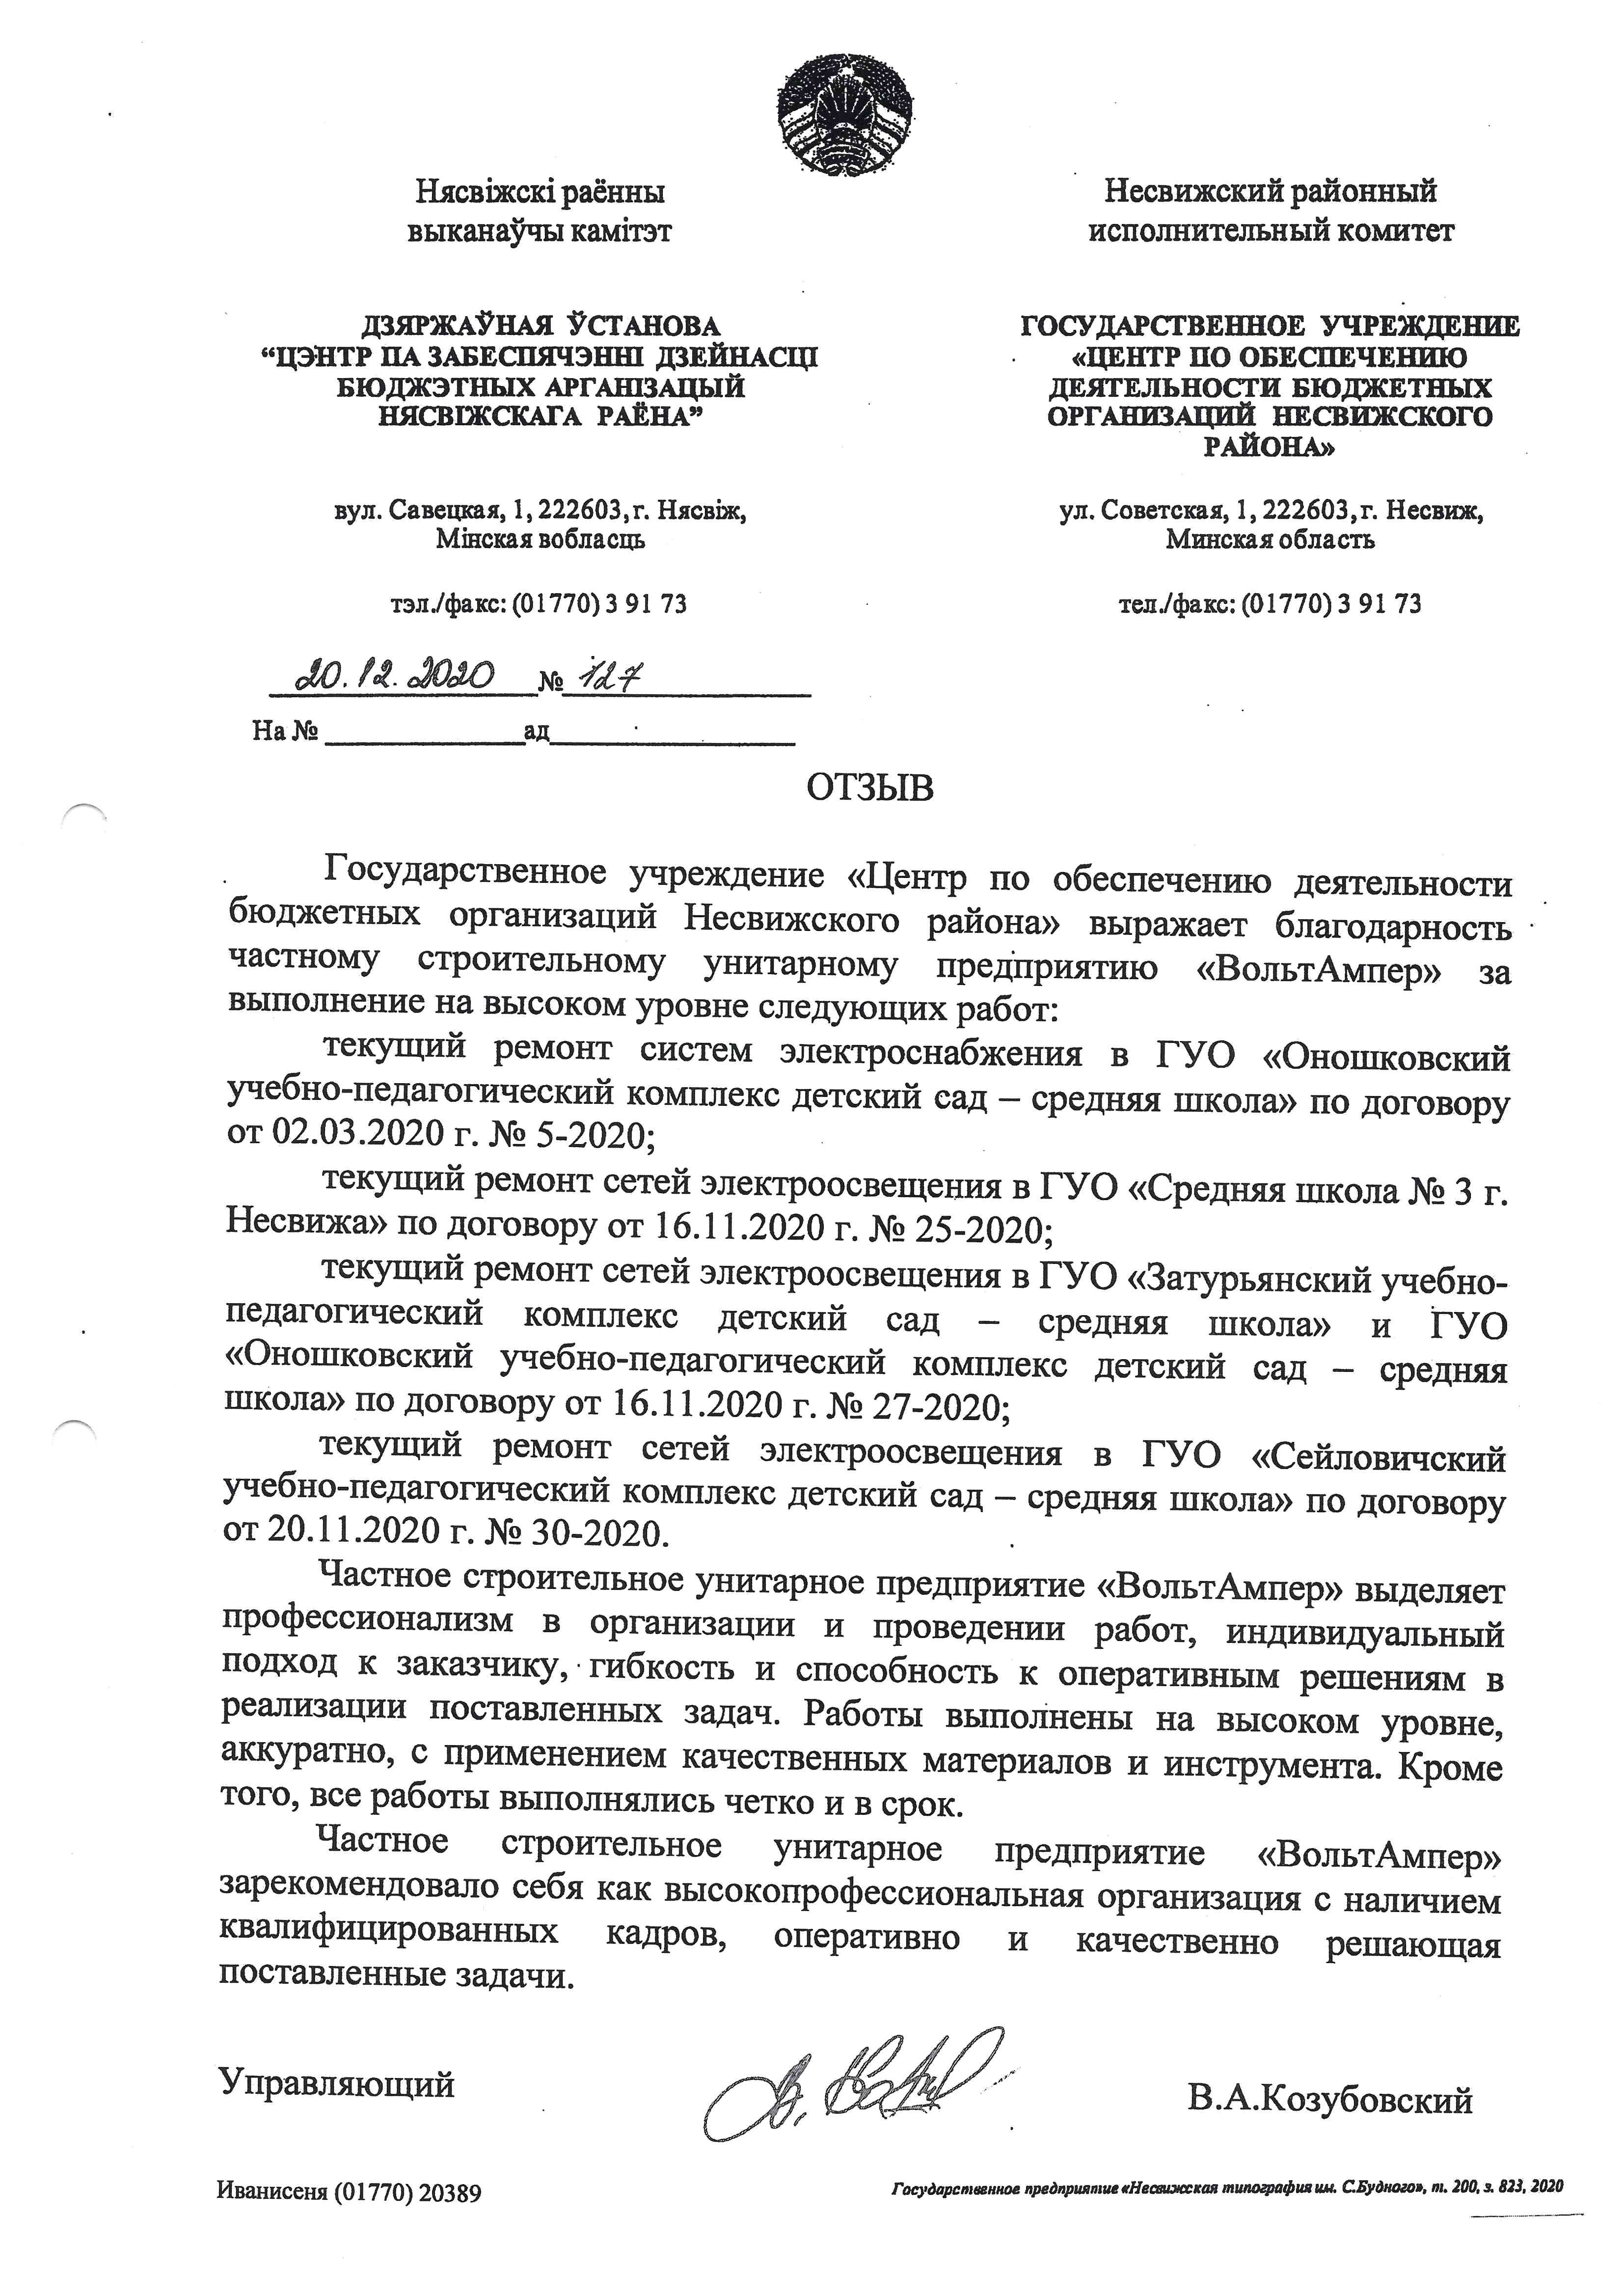 Нясвіжскі раённы
выканаўчы камітэт
ДЗЯРЖАЎНАЯ ЎСТАНОВА
“ЦЭНТР ПА ЗАБЕСПЯЧЭННІ ДЗЕЙНАСЦІ
БЮДЖЭТНЫХ АРГАНІЗАЦЫЙ
НЯСВІЖСКАГА РАЁНА”
вул. Савецкая, 1, 222603, г. Нясвіж,
Мінская вобласць
тэл./факс: (01770) 3 91 73
Несвижский районный
исполнительный комитет
ГОСУДАРСТВЕННОЕ УЧРЕЖДЕНИЕ
«ЦЕНТР ПО ОБЕСПЕЧЕНИЮ
ДЕЯТЕЛЬНОСТИ БЮДЖЕТНЫХ
ОРГАНИЗАЦИЙ НЕСВИЖСКОГО
РАЙОНА»
ул. Советская, 1, 222603, г. Несвиж,
Минская область
тел./факс: (01770) 3 91 73
20.12.2020 № 127
На № ад
ОТЗЫВ
Государственное учреждение «Центр по обеспечению деятельности
бюджетных организаций Несвижского района» выражает благодарность
частному строительному унитарному предприятию «ВольтАмпер» за
выполнение на высоком уровне следующих работ:
текущий ремонт систем электроснабжения в ГУО «Оношковский
учебно-педагогический комплекс детский сад – средняя школа» по договору
от 02.03.2020 г. № 5-2020;
текущий ремонт сетей электроосвещения в ГУО «Средняя школа № 3 г.
Несвижа» по договору от 16.11.2020 г. № 25-2020;
текущий ремонт сетей электроосвещения в ГУО «Затурьянский учебно-
педагогический комплекс детский сад – средняя школа» и ГУО
«Оношковский учебно-педагогический комплекс детский сад – средняя
школа» по договору от 16.11.2020 г. № 27-2020;
текущий ремонт сетей электроосвещения в ГУО «Сейловичский
учебно-педагогический комплекс детский сад – средняя школа» по договору
от 20.11.2020 г. № 30-2020.
Частное строительное унитарное предприятие «ВольтАмпер» выделяет
профессионализм в организации и проведении работ, индивидуальный
подход к заказчику, гибкость и способность к оперативным решениям в
реализации поставленных задач. Работы выполнены на высоком уровне,
аккуратно, с применением качественных материалов и инструмента. Кроме
того, все работы выполнялись четко и в срок.
Частное строительное унитарное предприятие «ВольтАмпер»
зарекомендовало себя как высокопрофессиональная организация с наличием
квалифицированных кадров, оперативно и качественно решающая
поставленные задачи.
Управляющий В.А.Козубовский
Иванисеня (01770) 20389
Государственное предприятие «Несвижская типография им. С.Будного», т. 200, з. 823, 2020